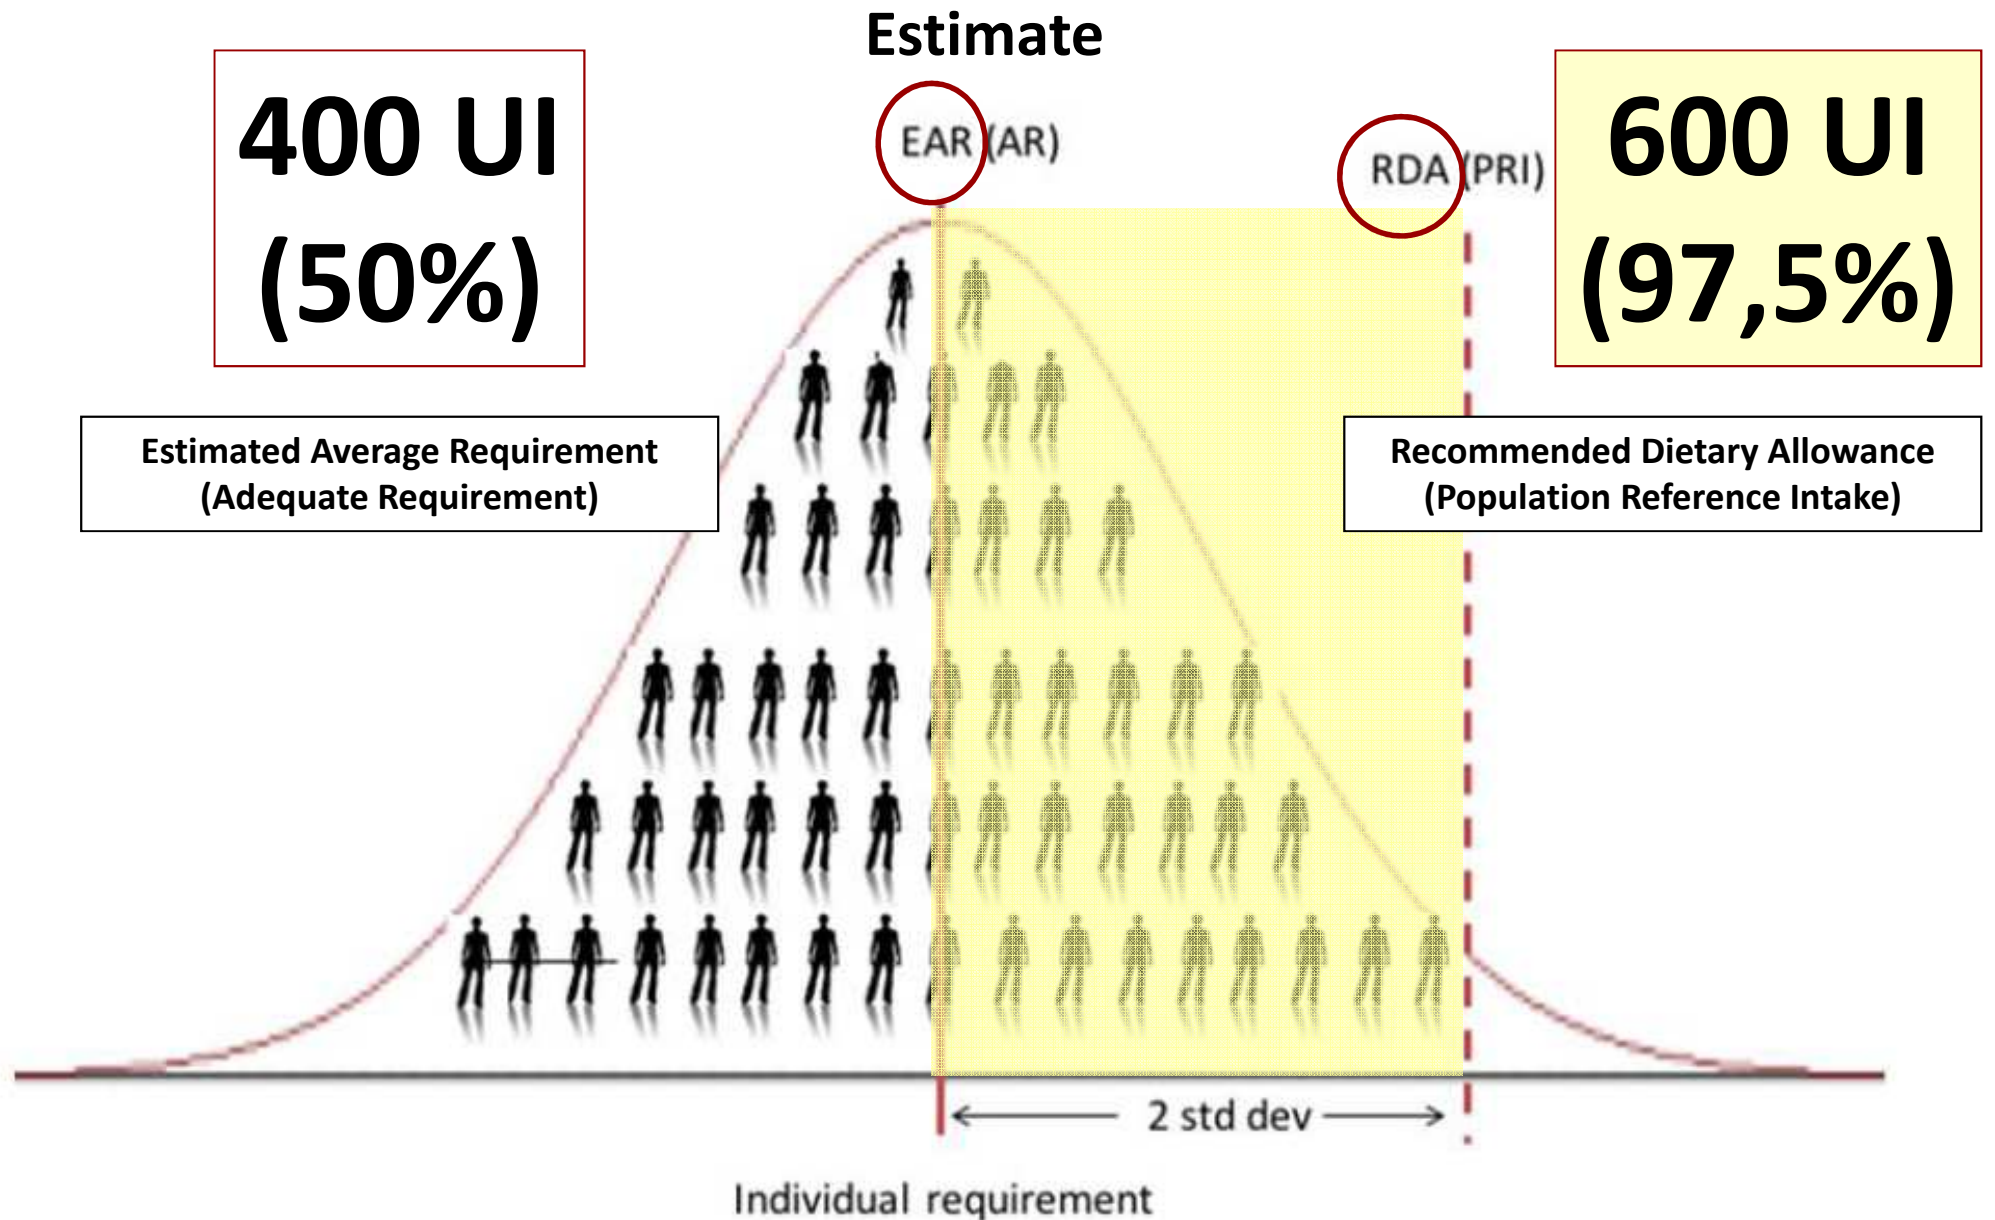 Estimate
400 UI
(50%)
EAR (AR)
RDA (PRI)
600 UI
(97,5%)
Estimated Average Requirement
(Adequate Requirement)
Recommended Dietary Allowance
(Population Reference Intake)
2 std dev
Individual requirement